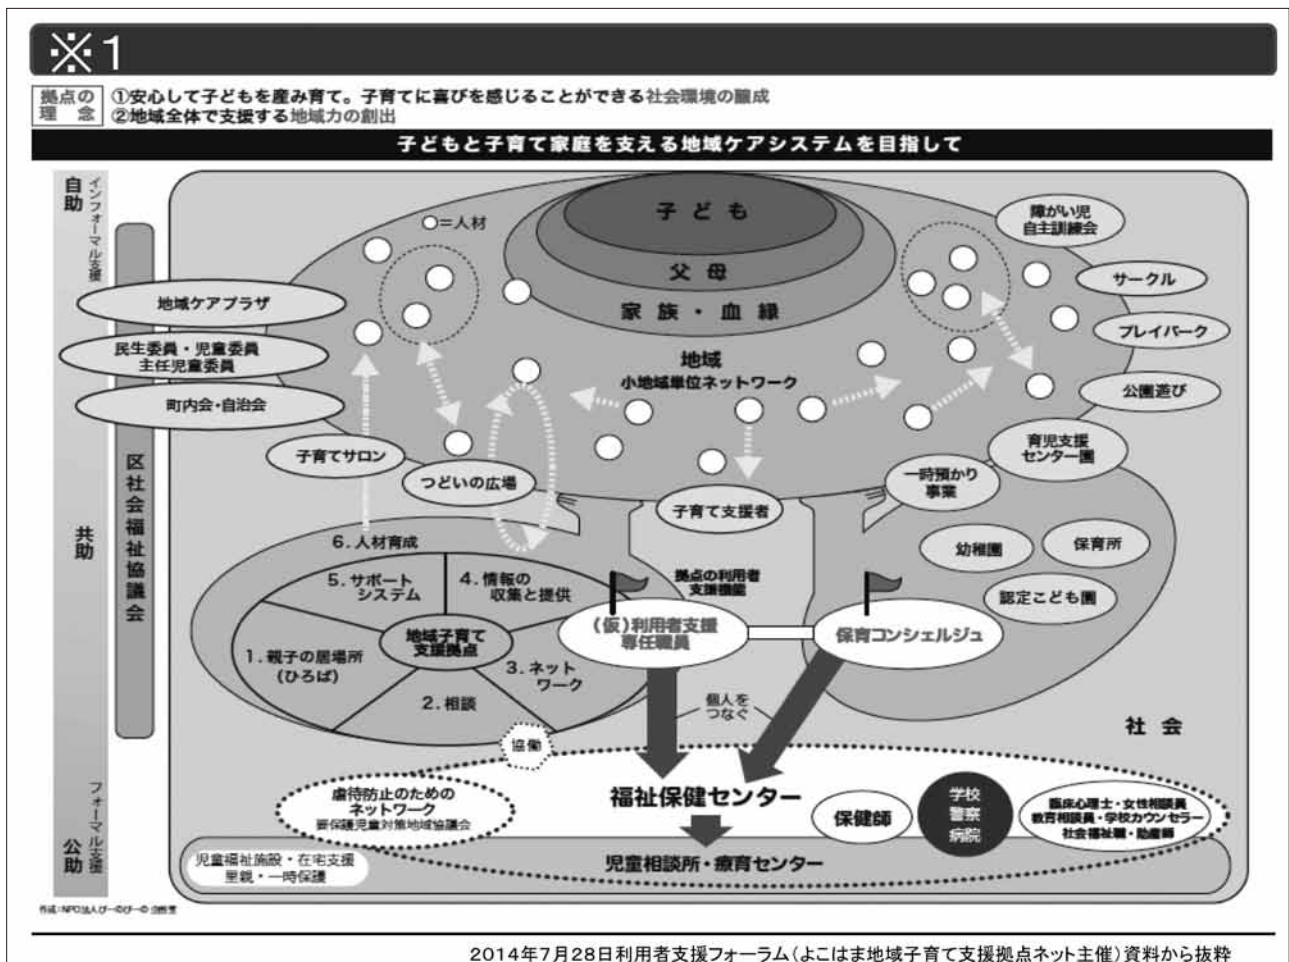 ※1
拠点の
理 念
①安心して子どもを産み育て。子育てに喜びを感じることができる社会環境の醸成
②地域全体で支援する地域力の創出
子どもと子育て家庭を支える地域ケアシステムを目指して
自助
インフォーマル支援
共助
フォーマル支援
公助
区社会福祉協議会
○=人材
子ども
父母
家族・血縁
地域
小地域単位ネットワーク
障がい児
自主訓練会
サークル
プレイパーク
公園遊び
育児支援
センター園
一時預かり
事業
地域ケアプラザ
民生委員・児童委員
主任児童委員
町内会・自治会
子育てサロン
つどいの広場
子育て支援者
幼稚園
保育所
認定こども園
6.人材育成
5.サポート
システム
4.情報の
収集と提供
地域子育て
支援拠点
1.親子の居場所
(ひろば)
2.相談
3.ネット
ワーク
拠点の利用者
支援機能
(仮)利用者支援
専任職員
保育コンシェルジュ
個人を
つなぐ
社会
協働
虐待防止のための
ネットワーク
要保護児童対策地域協議会
福祉保健センター
保健師
学校
警察
病院
臨床心理士・女性相談員
教育相談員・学校カウンセラー
社会福祉職・助産師
児童福祉施設・在宅支援
里親・一時保護
児童相談所・療育センター
作成:NPO法人びーのびーの
2014年7月28日利用者支援フォーラム(よこはま地域子育て支援拠点ネット主催)資料から抜粋